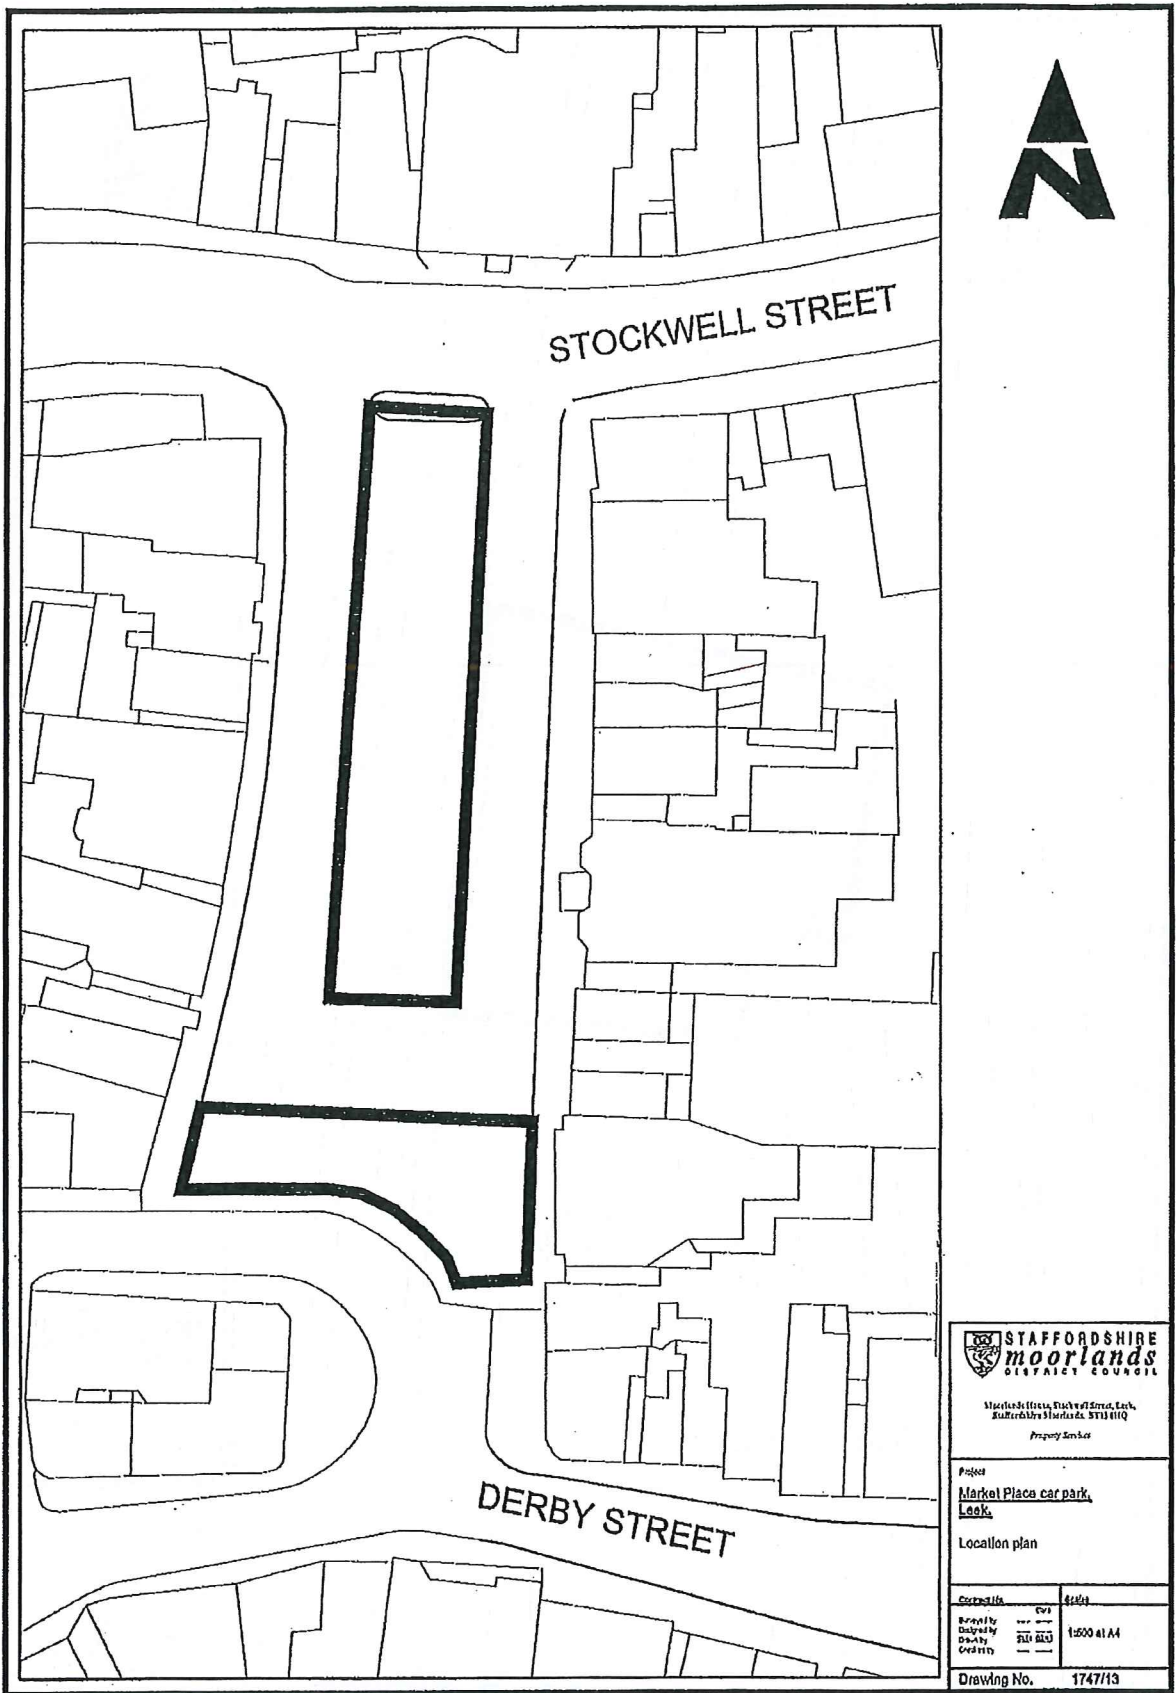 N
STOCKWELL STREET
DERBY STREET
STAFFORDSHIRE
moorlands
DISTRICT COUNCIL
Property Services
Project
Market Place car park,
Leek.
Location plan
Scale
1:500 at A4
Drawing No. 1747/13